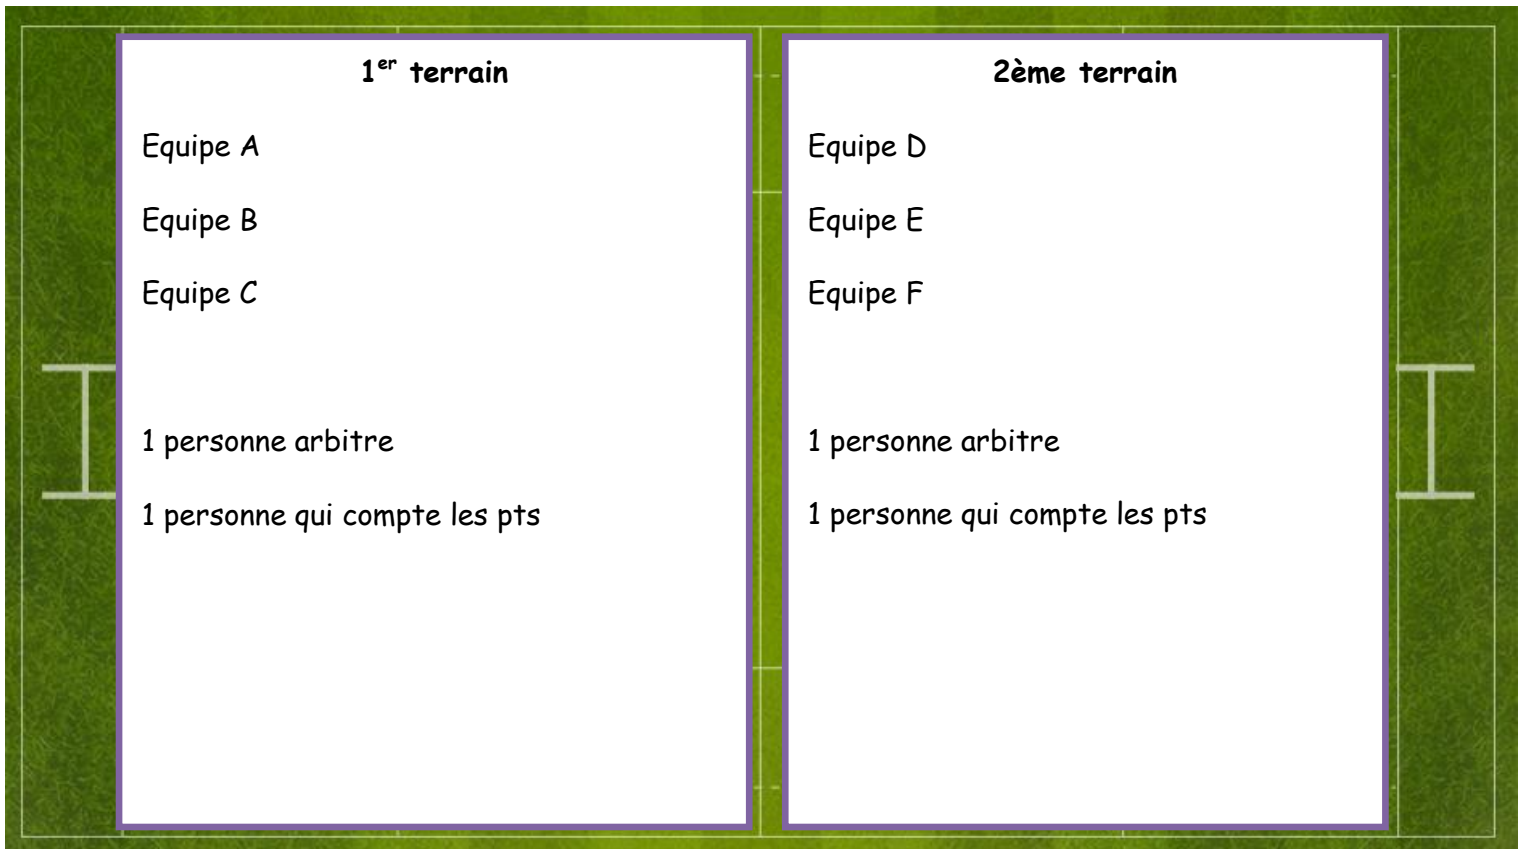 1er terrain
Equipe A
Equipe B
Equipe C
1 personne arbitre
1 personne qui compte les pts
2ème terrain
Equipe D
Equipe E
Equipe F
1 personne arbitre
1 personne qui compte les pts